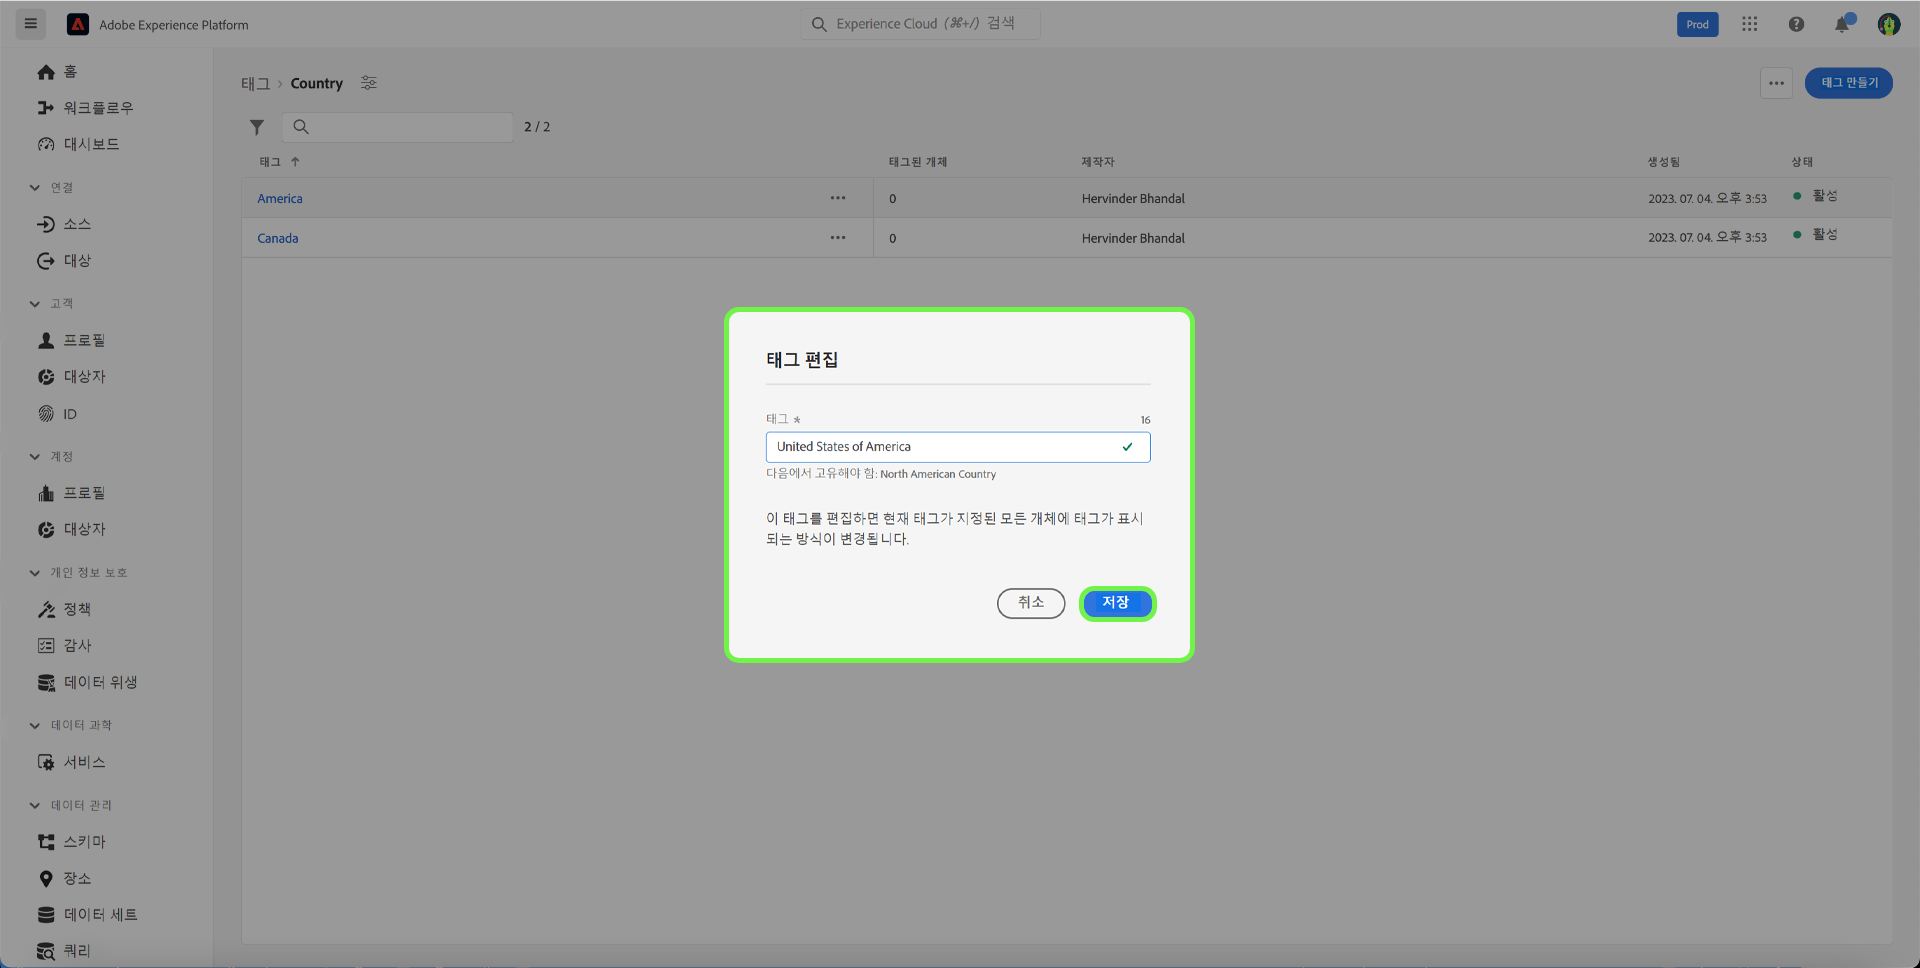 Adobe Experience Platform
Experience Cloud (⌘+/) 검색
Prod
홈
워크플로우
대시보드
연결
소스
대상
고객
프로필
대상자
ID
계정
프로필
대상자
개인 정보 보호
정책
감사
데이터 위생
데이터 과학
서비스
데이터 관리
스키마
장소
데이터 세트
쿼리
태그 > Country
태그 만들기
2 / 2
태그 ↑ 태그된 개체 제작자 생성됨 상태
America 0 Hervinder Bhandal 2023. 07. 04. 오후 3:53 활성
Canada 0 Hervinder Bhandal 2023. 07. 04. 오후 3:53 활성
태그 편집
태그 * 16
United States of America
다음에서 고유해야 함: North American Country
이 태그를 편집하면 현재 태그가 지정된 모든 개체에 태그가 표시
되는 방식이 변경됩니다.
취소 저장